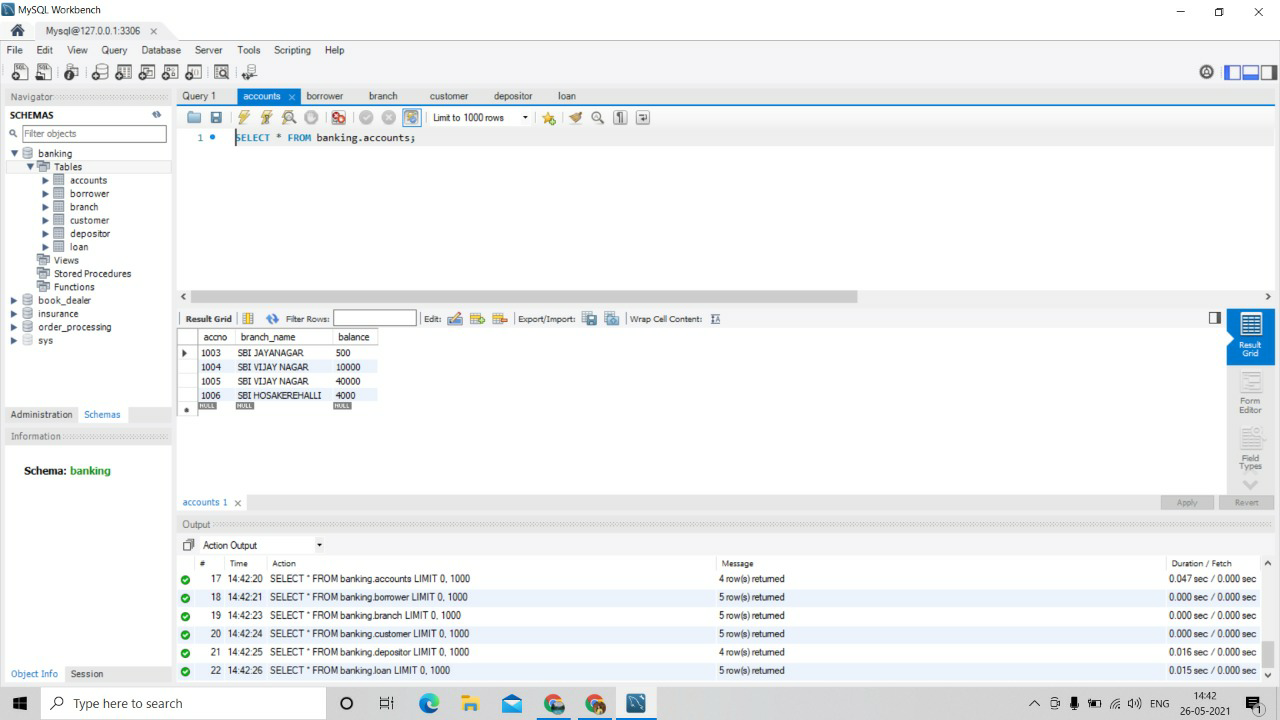 MySQL Workbench
Mysql@127.0.0.1:3306
File Edit View Query Database Server Tools Scripting Help
Navigator
SCHEMAS
Filter objects
banking
Tables
accounts
borrower
branch
customer
depositor
loan
Views
Stored Procedures
Functions
book_dealer
insurance
order_processing
sys
Administration Schemas
Information
Schema: banking
Object Info Session
Query 1 accounts borrower branch customer depositor loan
Limit to 1000 rows
1 SELECT * FROM banking.accounts;
Result Grid Filter Rows: Edit: Export/Import: Wrap Cell Content:
accno branch_name balance
1003 SBI JAYANAGAR 500
1004 SBI VIJAY NAGAR 10000
1005 SBI VIJAY NAGAR 40000
1006 SBI HOSAKEREHALLI 4000
NULL NULL NULL
Result
Grid
Form
Editor
Field
Types
accounts 1 Apply Revert
Output
Action Output
# Time Action Message Duration / Fetch
17 14:42:20 SELECT * FROM banking.accounts LIMIT 0, 1000 4 row(s) returned 0.047 sec / 0.000 sec
18 14:42:21 SELECT * FROM banking.borrower LIMIT 0, 1000 5 row(s) returned 0.000 sec / 0.000 sec
19 14:42:23 SELECT * FROM banking.branch LIMIT 0, 1000 5 row(s) returned 0.000 sec / 0.000 sec
20 14:42:24 SELECT * FROM banking.customer LIMIT 0, 1000 5 row(s) returned 0.000 sec / 0.000 sec
21 14:42:25 SELECT * FROM banking.depositor LIMIT 0, 1000 4 row(s) returned 0.016 sec / 0.000 sec
22 14:42:26 SELECT * FROM banking.loan LIMIT 0, 1000 5 row(s) returned 0.015 sec / 0.000 sec
Type here to search
ENG
14:42
26-05-2021
1